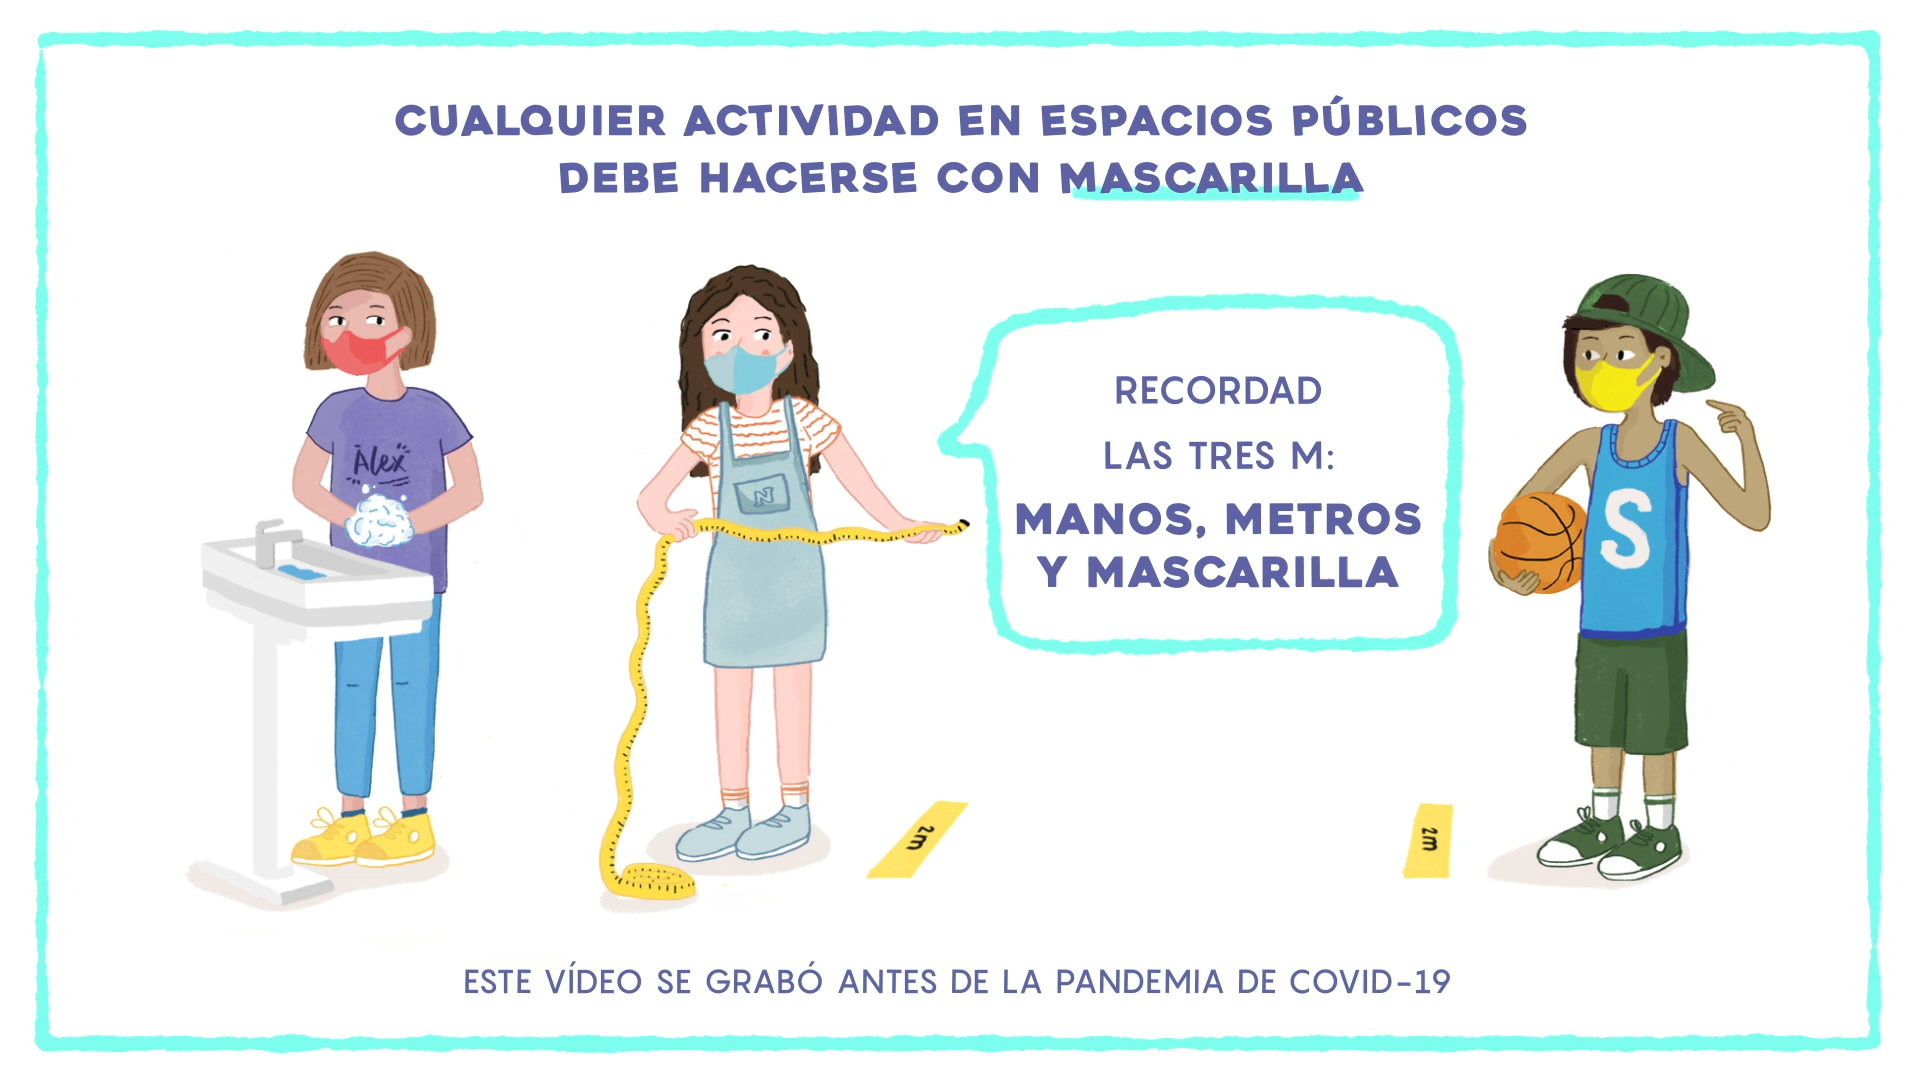 CUALQUIER ACTIVIDAD EN ESPACIOS PÚBLICOS
DEBE HACERSE CON MASCARILLA
Àlex
N
RECORDAD
LAS TRES M:
MANOS, METROS
Y MASCARILLA
S
2m
2m
ESTE VÍDEO SE GRABÓ ANTES DE LA PANDEMIA DE COVID-19